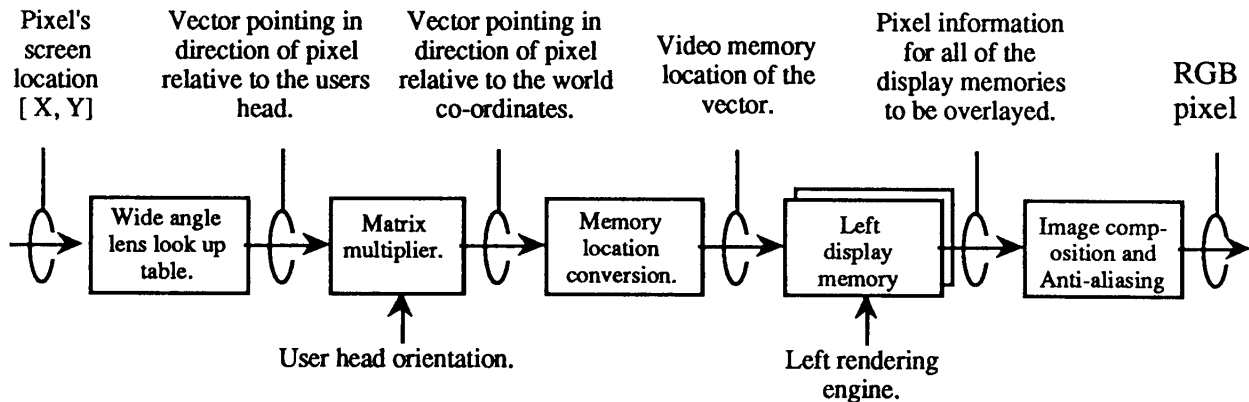 Pixel's
screen
location
[ X, Y]
Vector pointing in
direction of pixel
relative to the users
head.
Vector pointing in
direction of pixel
relative to the world
co-ordinates.
Video memory
location of the
vector.
Pixel information
for all of the
display memories
to be overlayed.
RGB
pixel
Wide angle
lens look up
table.
Matrix
multiplier.
Memory
location
conversion.
Left
display
memory
Image comp-
osition and
Anti-aliasing
User head orientation.
Left rendering
engine.